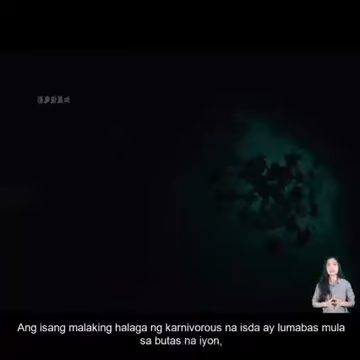 Ang isang malaking halaga ng karnivorous na isda ay lumabas mula
sa butas na iyon,